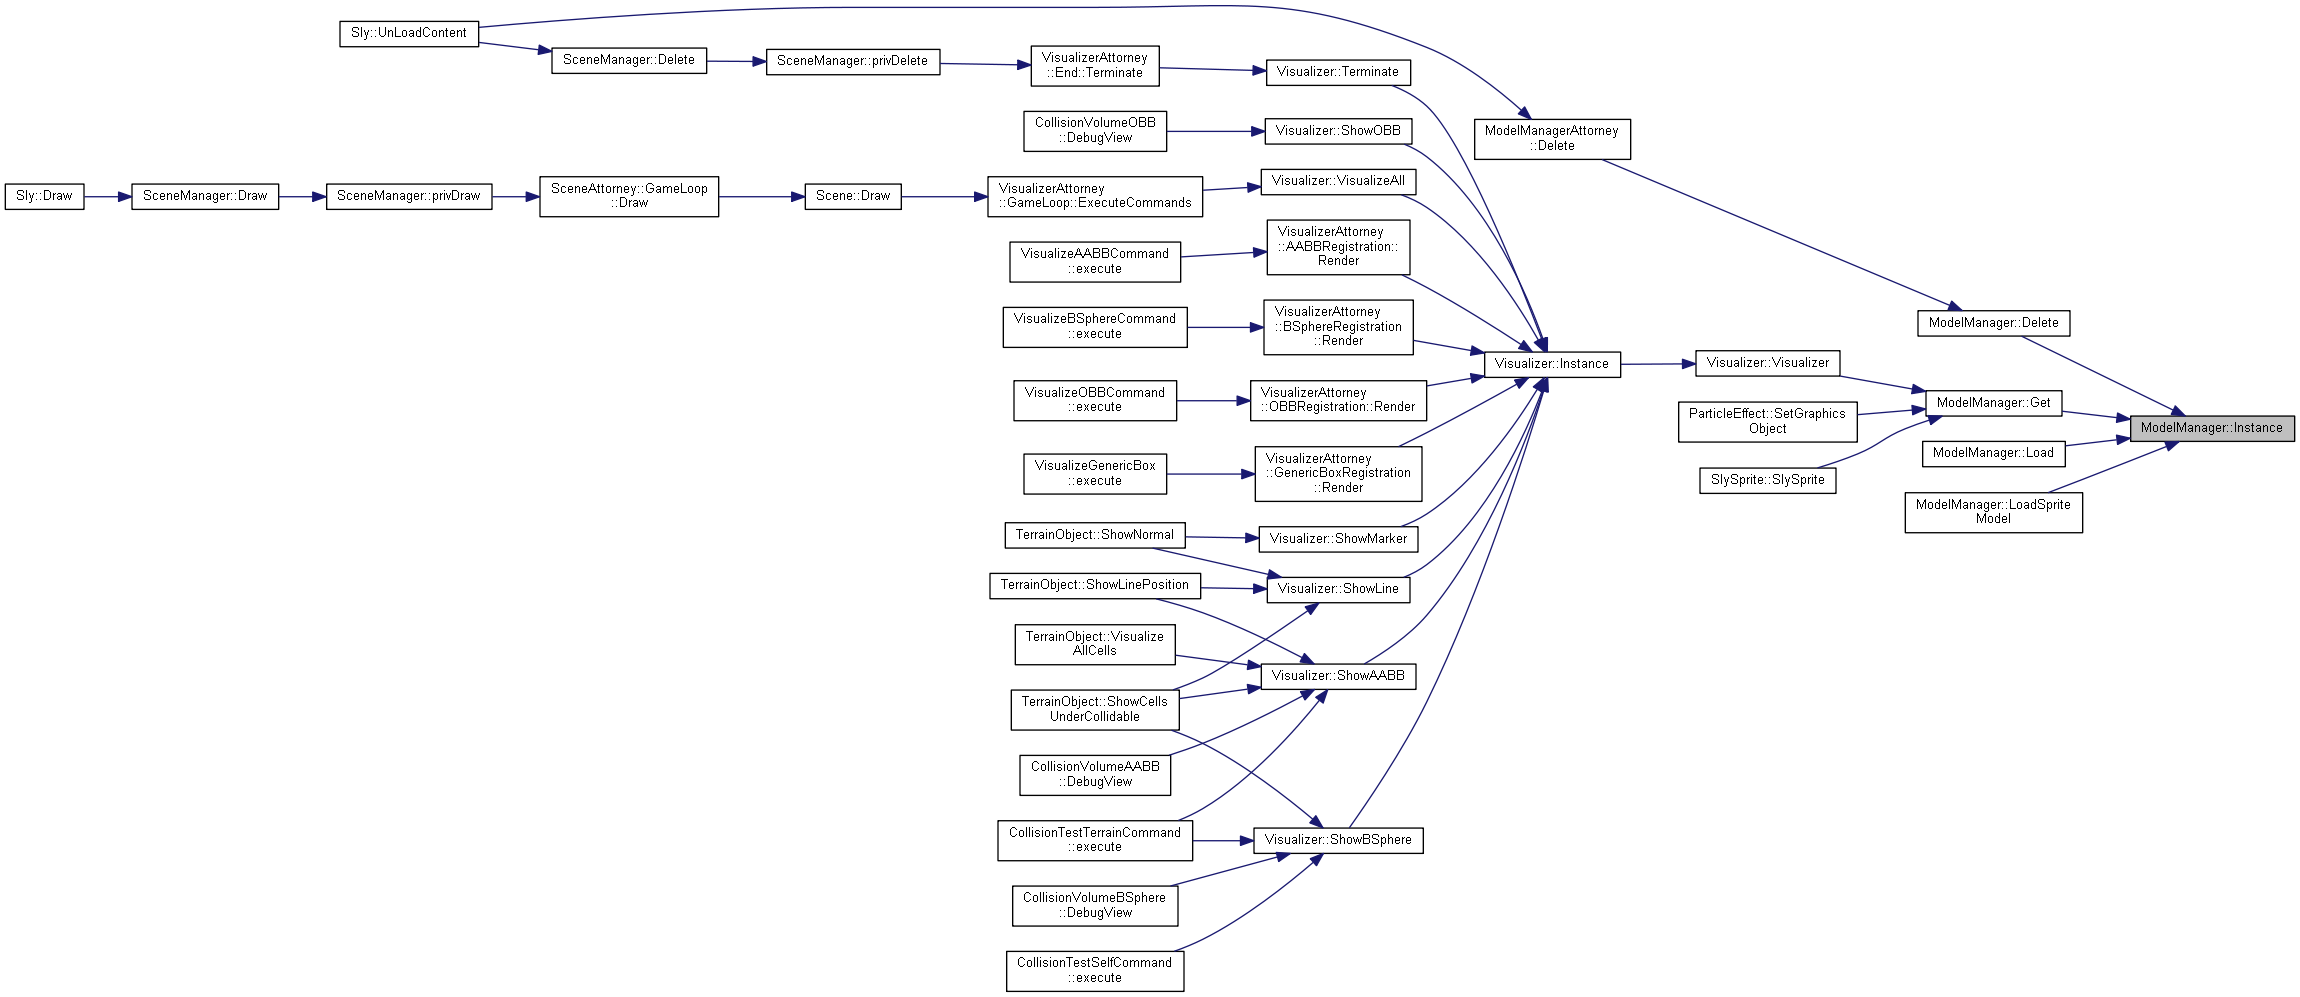 Sly::UnLoadContent
SceneManager::Delete
SceneManager::privDelete
VisualizerAttorney
::End::Terminate
Visualizer::Terminate
CollisionVolumeOBB
::DebugView
Visualizer::ShowOBB
ModelManagerAttorney
::Delete
Sly::Draw
SceneManager::Draw
SceneManager::privDraw
SceneAttorney::GameLoop
::Draw
Scene::Draw
VisualizerAttorney
::GameLoop::ExecuteCommands
Visualizer::VisualizeAll
VisualizeAABBCommand
::execute
VisualizerAttorney
::AABBRegistration::
Render
VisualizeBSphereCommand
::execute
VisualizerAttorney
::BSphereRegistration
::Render
ModelManager::Delete
Visualizer::Instance
Visualizer::Visualizer
VisualizeOBBCommand
::execute
VisualizerAttorney
::OBBRegistration::Render
ModelManager::Get
ParticleEffect::SetGraphics
Object
ModelManager::Instance
ModelManager::Load
VisualizeGenericBox
::execute
VisualizerAttorney
::GenericBoxRegistration
::Render
SlySprite::SlySprite
ModelManager::LoadSprite
Model
TerrainObject::ShowNormal
Visualizer::ShowMarker
TerrainObject::ShowLinePosition
Visualizer::ShowLine
TerrainObject::Visualize
AllCells
Visualizer::ShowAABB
TerrainObject::ShowCells
UnderCollidable
CollisionVolumeAABB
::DebugView
CollisionTestTerrainCommand
::execute
Visualizer::ShowBSphere
CollisionVolumeBSphere
::DebugView
CollisionTestSelfCommand
::execute